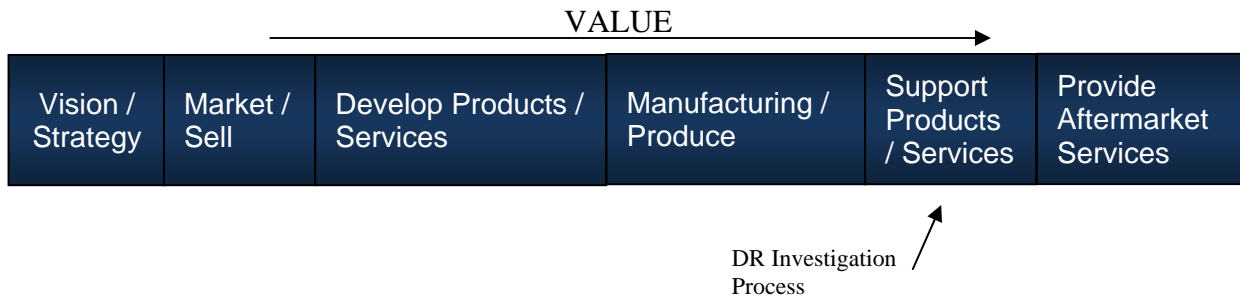 VALUE
Vision /
Strategy
Market /
Sell
Develop Products /
Services
Manufacturing /
Produce
Support
Products
/ Services
Provide
Aftermarket
Services
DR Investigation
Process